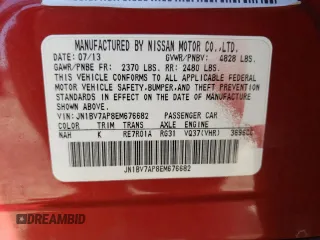 MANUFACTURED BY NISSAN MOTOR CO.,LTD.
DATE: 07/13 GVWR/PNBV: 4828 LBS.
GAWR/PNBE FR: 2370 LBS. RR: 2480 LBS.
THIS VEHICLE CONFORMS TO ALL APPLICABLE
FEDERAL MOTOR VEHICLE SAFETY,BUMPER,AND THEFT
PREVENTION STANDARDS IN EFFECT ON THE DATE OF
MANUFACTURE SHOWN ABOVE.
VIN: JN1BV7AP8EM676682 PASSENGER CAR
COLOR TRIM TRANS AXLE ENGINE
NAH K RE7R01A RG31 VQ37(VHR) 3696CC
JN1BV7AP8EM676682
DREAMBID